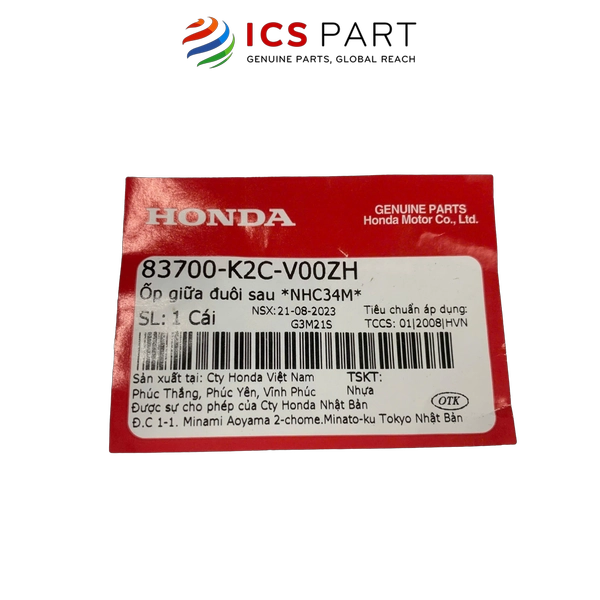 ICS PART
GENUINE PARTS, GLOBAL REACH
HONDA
GENUINE PARTS
Honda Motor Co., Ltd.
83700-K2C-V00ZH
Ốp giữa đuôi sau *NHC34M*
SL: 1 Cái
NSX:21-08-2023
G3M21S
Tiêu chuẩn áp dụng:
TCCS: 01|2008|HVN
Sản xuất tại: Cty Honda Việt Nam
Phúc Thắng, Phúc Yên, Vĩnh Phúc
TSKT:
Nhựa
Được sự cho phép của Cty Honda Nhật Bản
Đ.C 1-1. Minami Aoyama 2-chome.Minato-ku Tokyo Nhật Bản
OTK